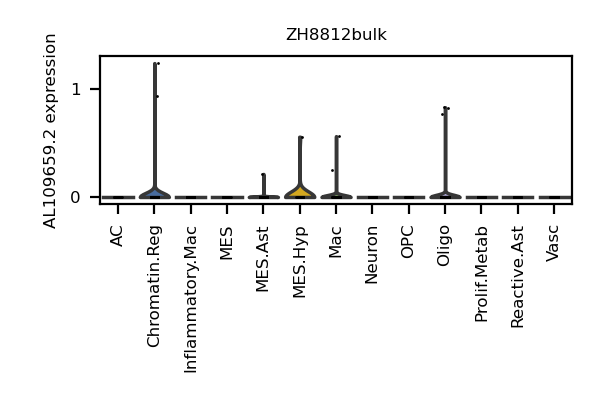 ZH8812bulk
AL109659.2 expression
1
0
AC
Chromatin.Reg
Inflammatory.Mac
MES
MES.Ast
MES.Hyp
Mac
Neuron
OPC
Oligo
Prolif.Metab
Reactive.Ast
Vasc